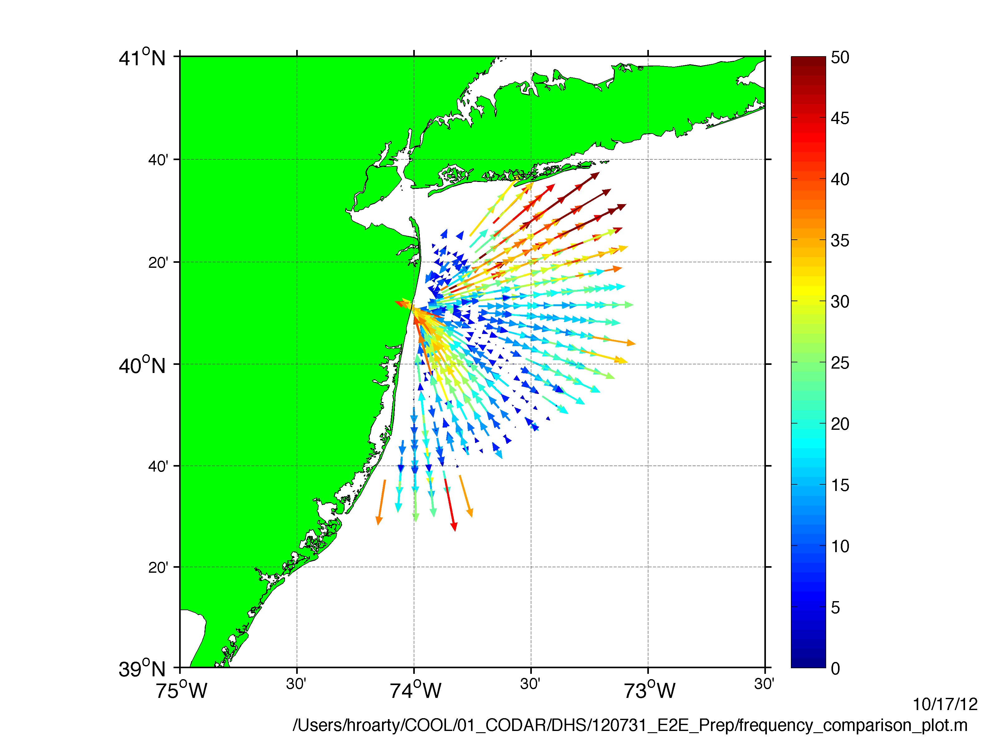 41°N
40'
20'
40°N
40'
20'
39°N
75°W
30'
74°W
30'
73°W
30'
50
45
40
35
30
25
20
15
10
5
0
10/17/12
/Users/hroarty/COOL/01_CODAR/DHS/120731_E2E_Prep/frequency_comparison_plot.m